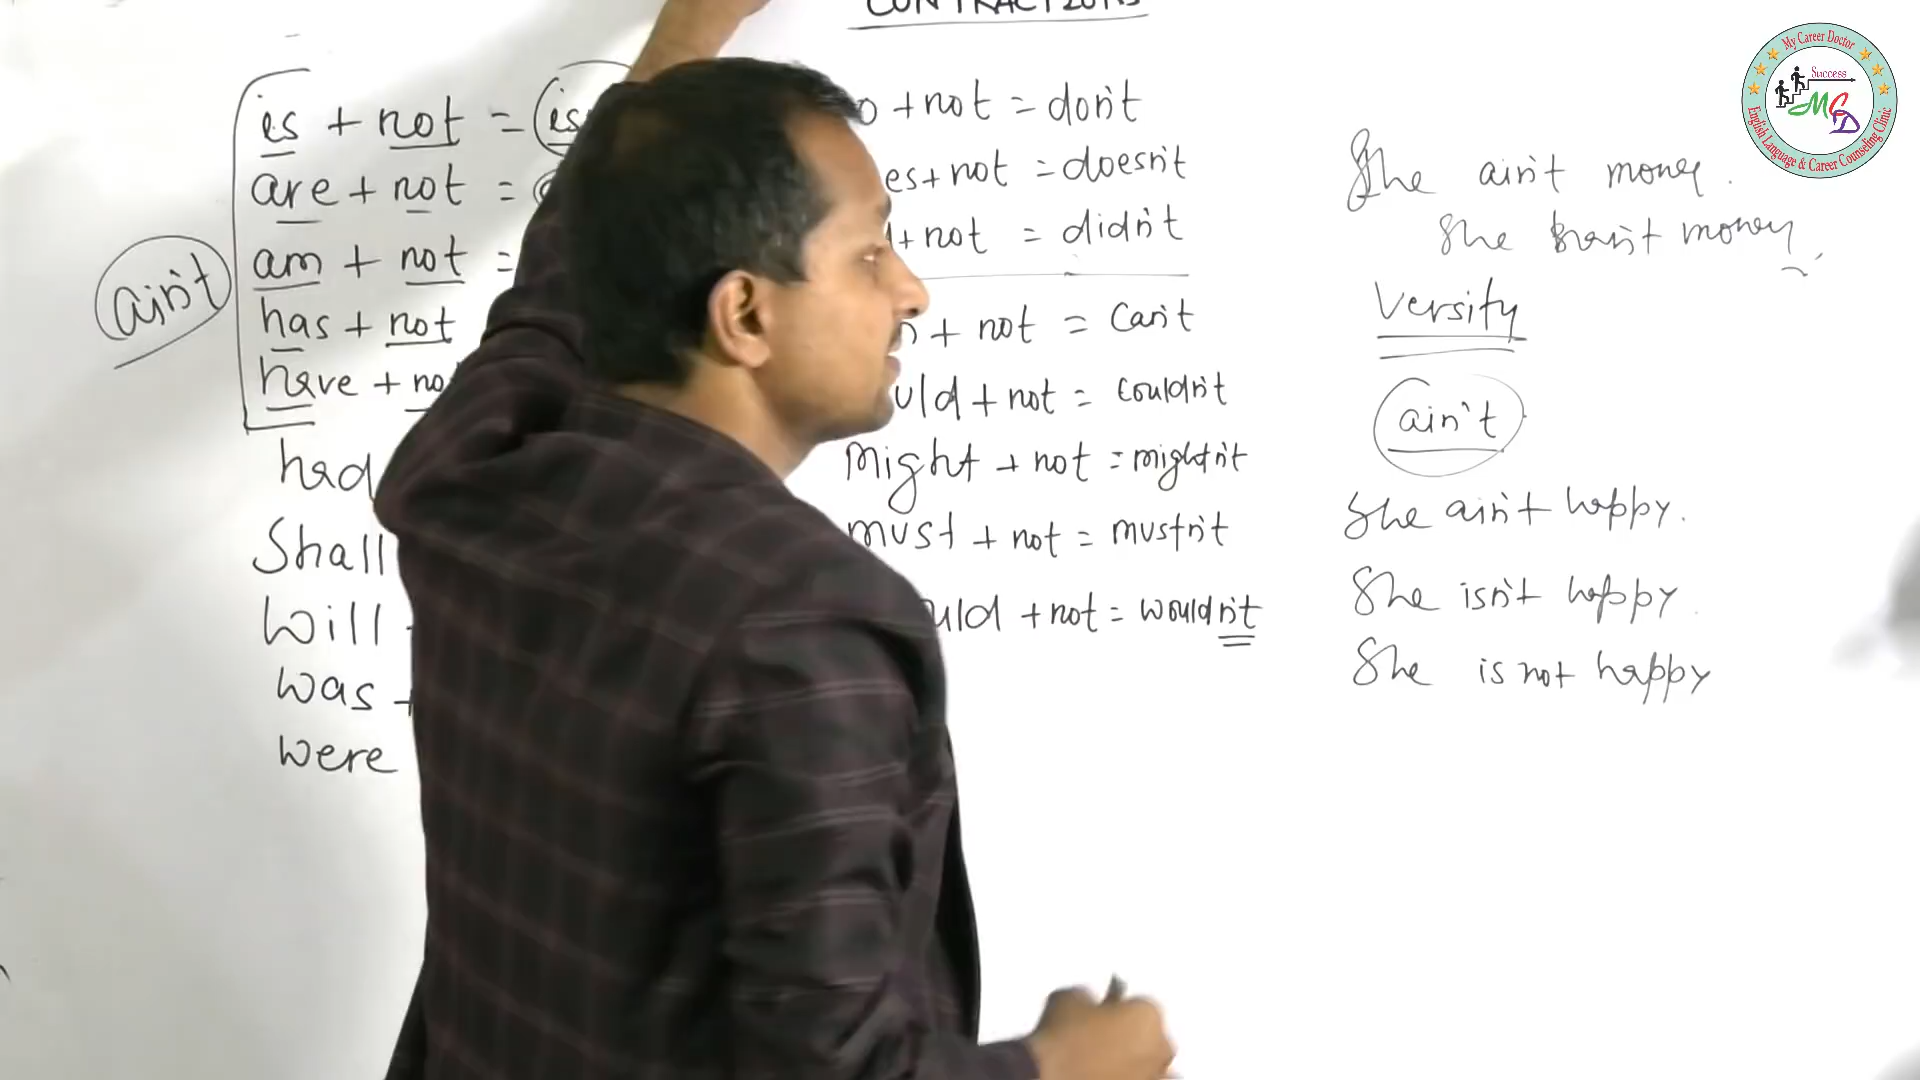 CONTRACTIONS
is + not = is
are + not =
am + not =
has + not
have + no
had
Shall
Will
was +
were
ain't
+ not = don't
es + not = doesn't
+ not = didn't
+ not = can't
uld + not = couldn't
might + not = mightn't
must + not = mustn't
uld + not = wouldn't
She ain't money.
She hasn't money
Versify
ain't
She ain't happy.
She isn't happy.
She is not happy
My Career Doctor
Success
MCD
English Language & Career Counseling Clinic